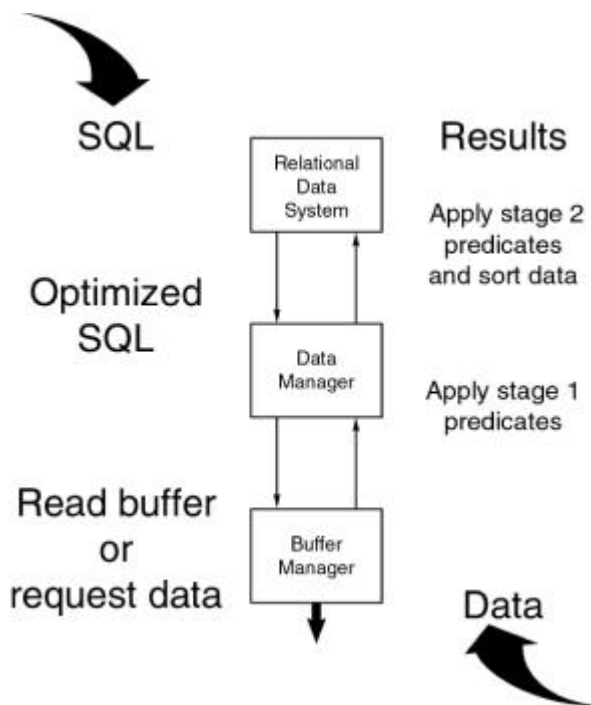 SQL
Results
Relational
Data
System
Apply stage 2
predicates
and sort data
Optimized
SQL
Data
Manager
Apply stage 1
predicates
Read buffer
or
request data
Buffer
Manager
Data